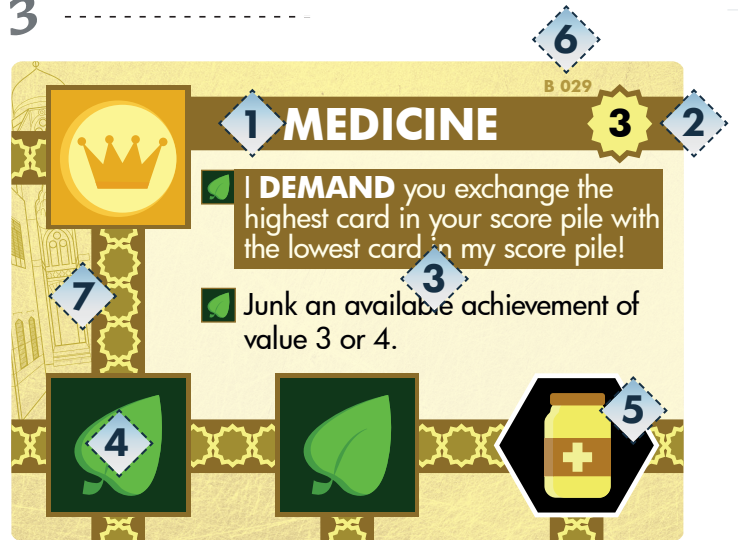 3
6
B 029
1 MEDICINE 3 2
I DEMAND you exchange the
highest card in your score pile with
the lowest card in my score pile!
3
7
Junk an available achievement of
value 3 or 4.
4
5